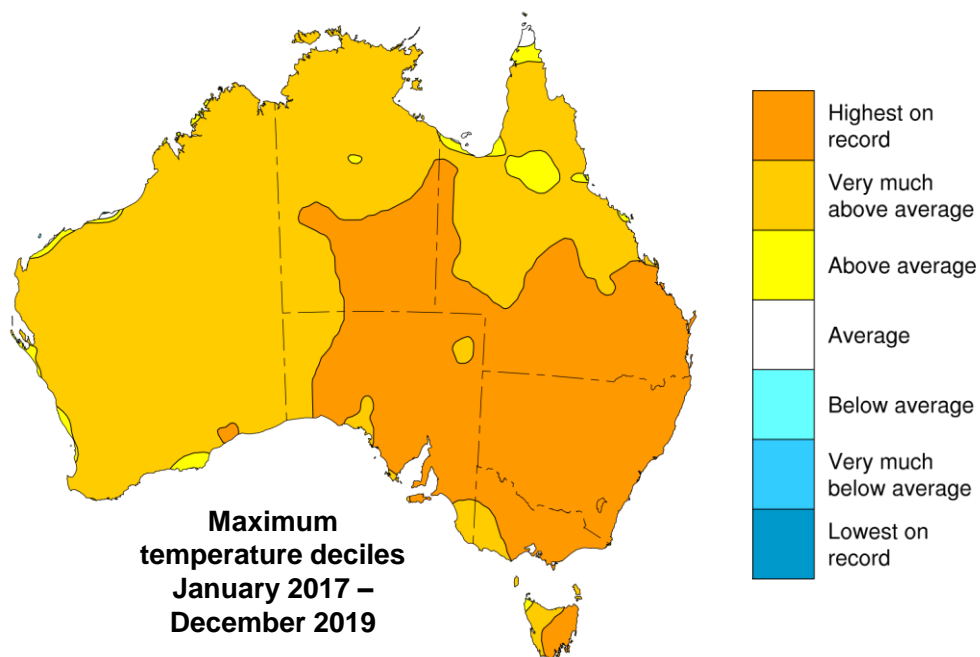 Highest on
record
Very much
above average
Above average
Average
Below average
Very much
below average
Lowest on
record
Maximum
temperature deciles
January 2017 –
December 2019